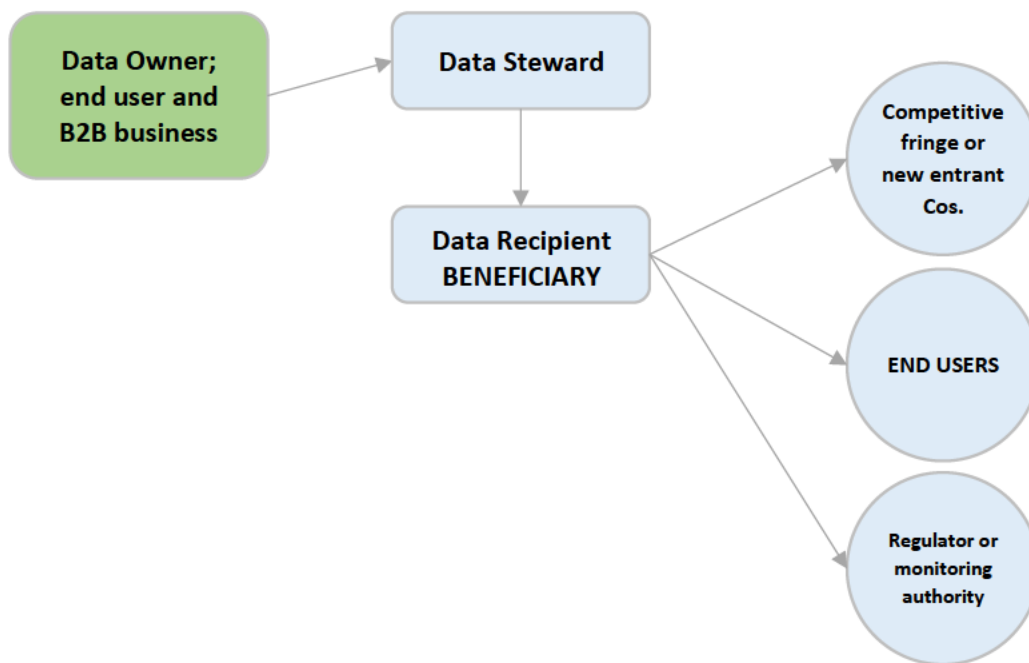 Data Owner;
end user and
B2B business
Data Steward
Data Recipient
BENEFICIARY
Competitive
fringe or
new entrant
Cos.
END USERS
Regulator or
monitoring
authority